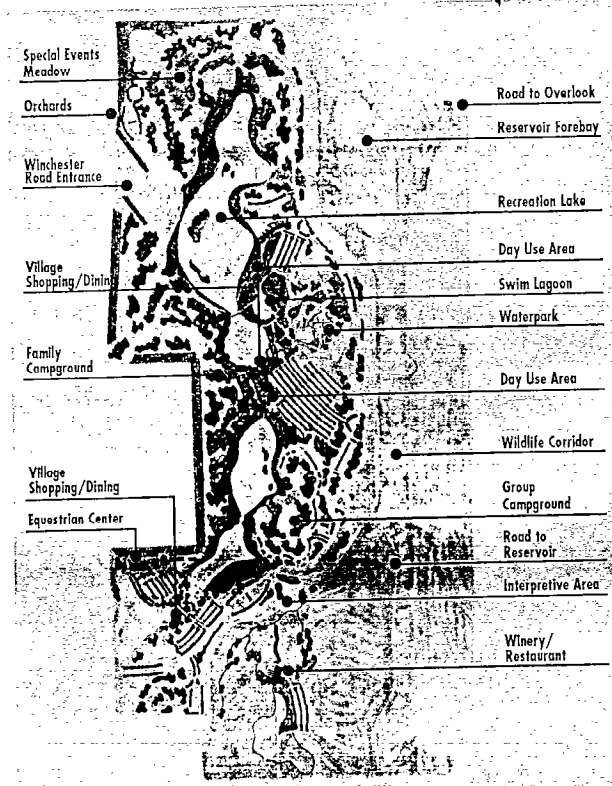 Special Events
Meadow
Orchards
Winchester
Road Entrance
Village
Shopping/Dining
Family
Campground
Village
Shopping/Dining
Equestrian Center
Road to Overlook
Reservoir Forebay
Recreation Lake
Day Use Area
Swim Lagoon
Waterpark
Day Use Area
Wildlife Corridor
Group
Campground
Road to
Reservoir
Interpretive Area
Winery/
Restaurant